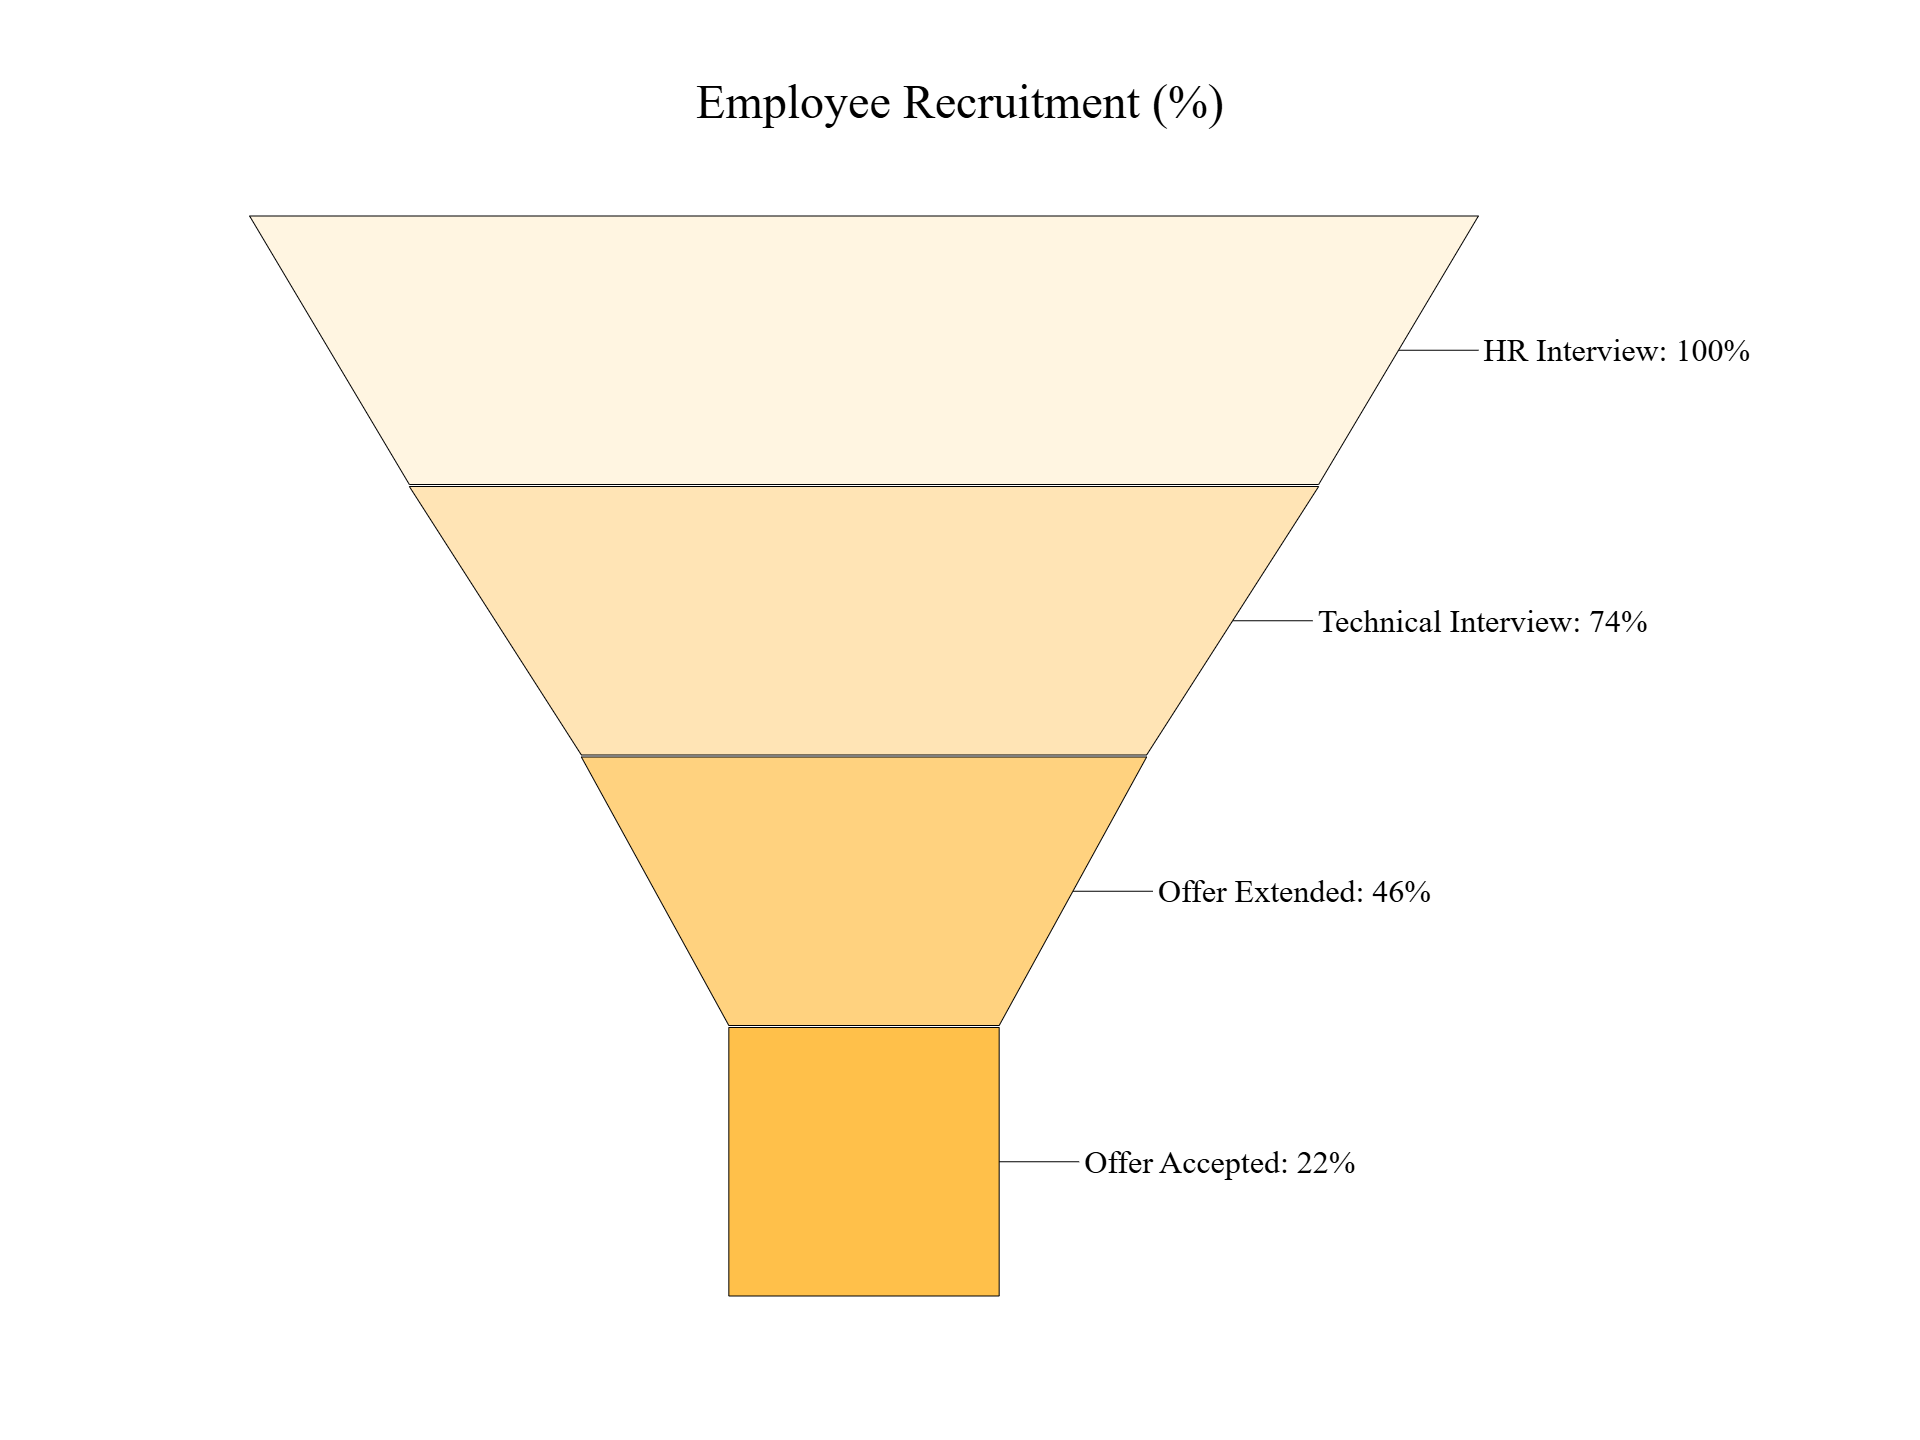 Employee Recruitment (%)
HR Interview: 100%
Technical Interview: 74%
Offer Extended: 46%
Offer Accepted: 22%